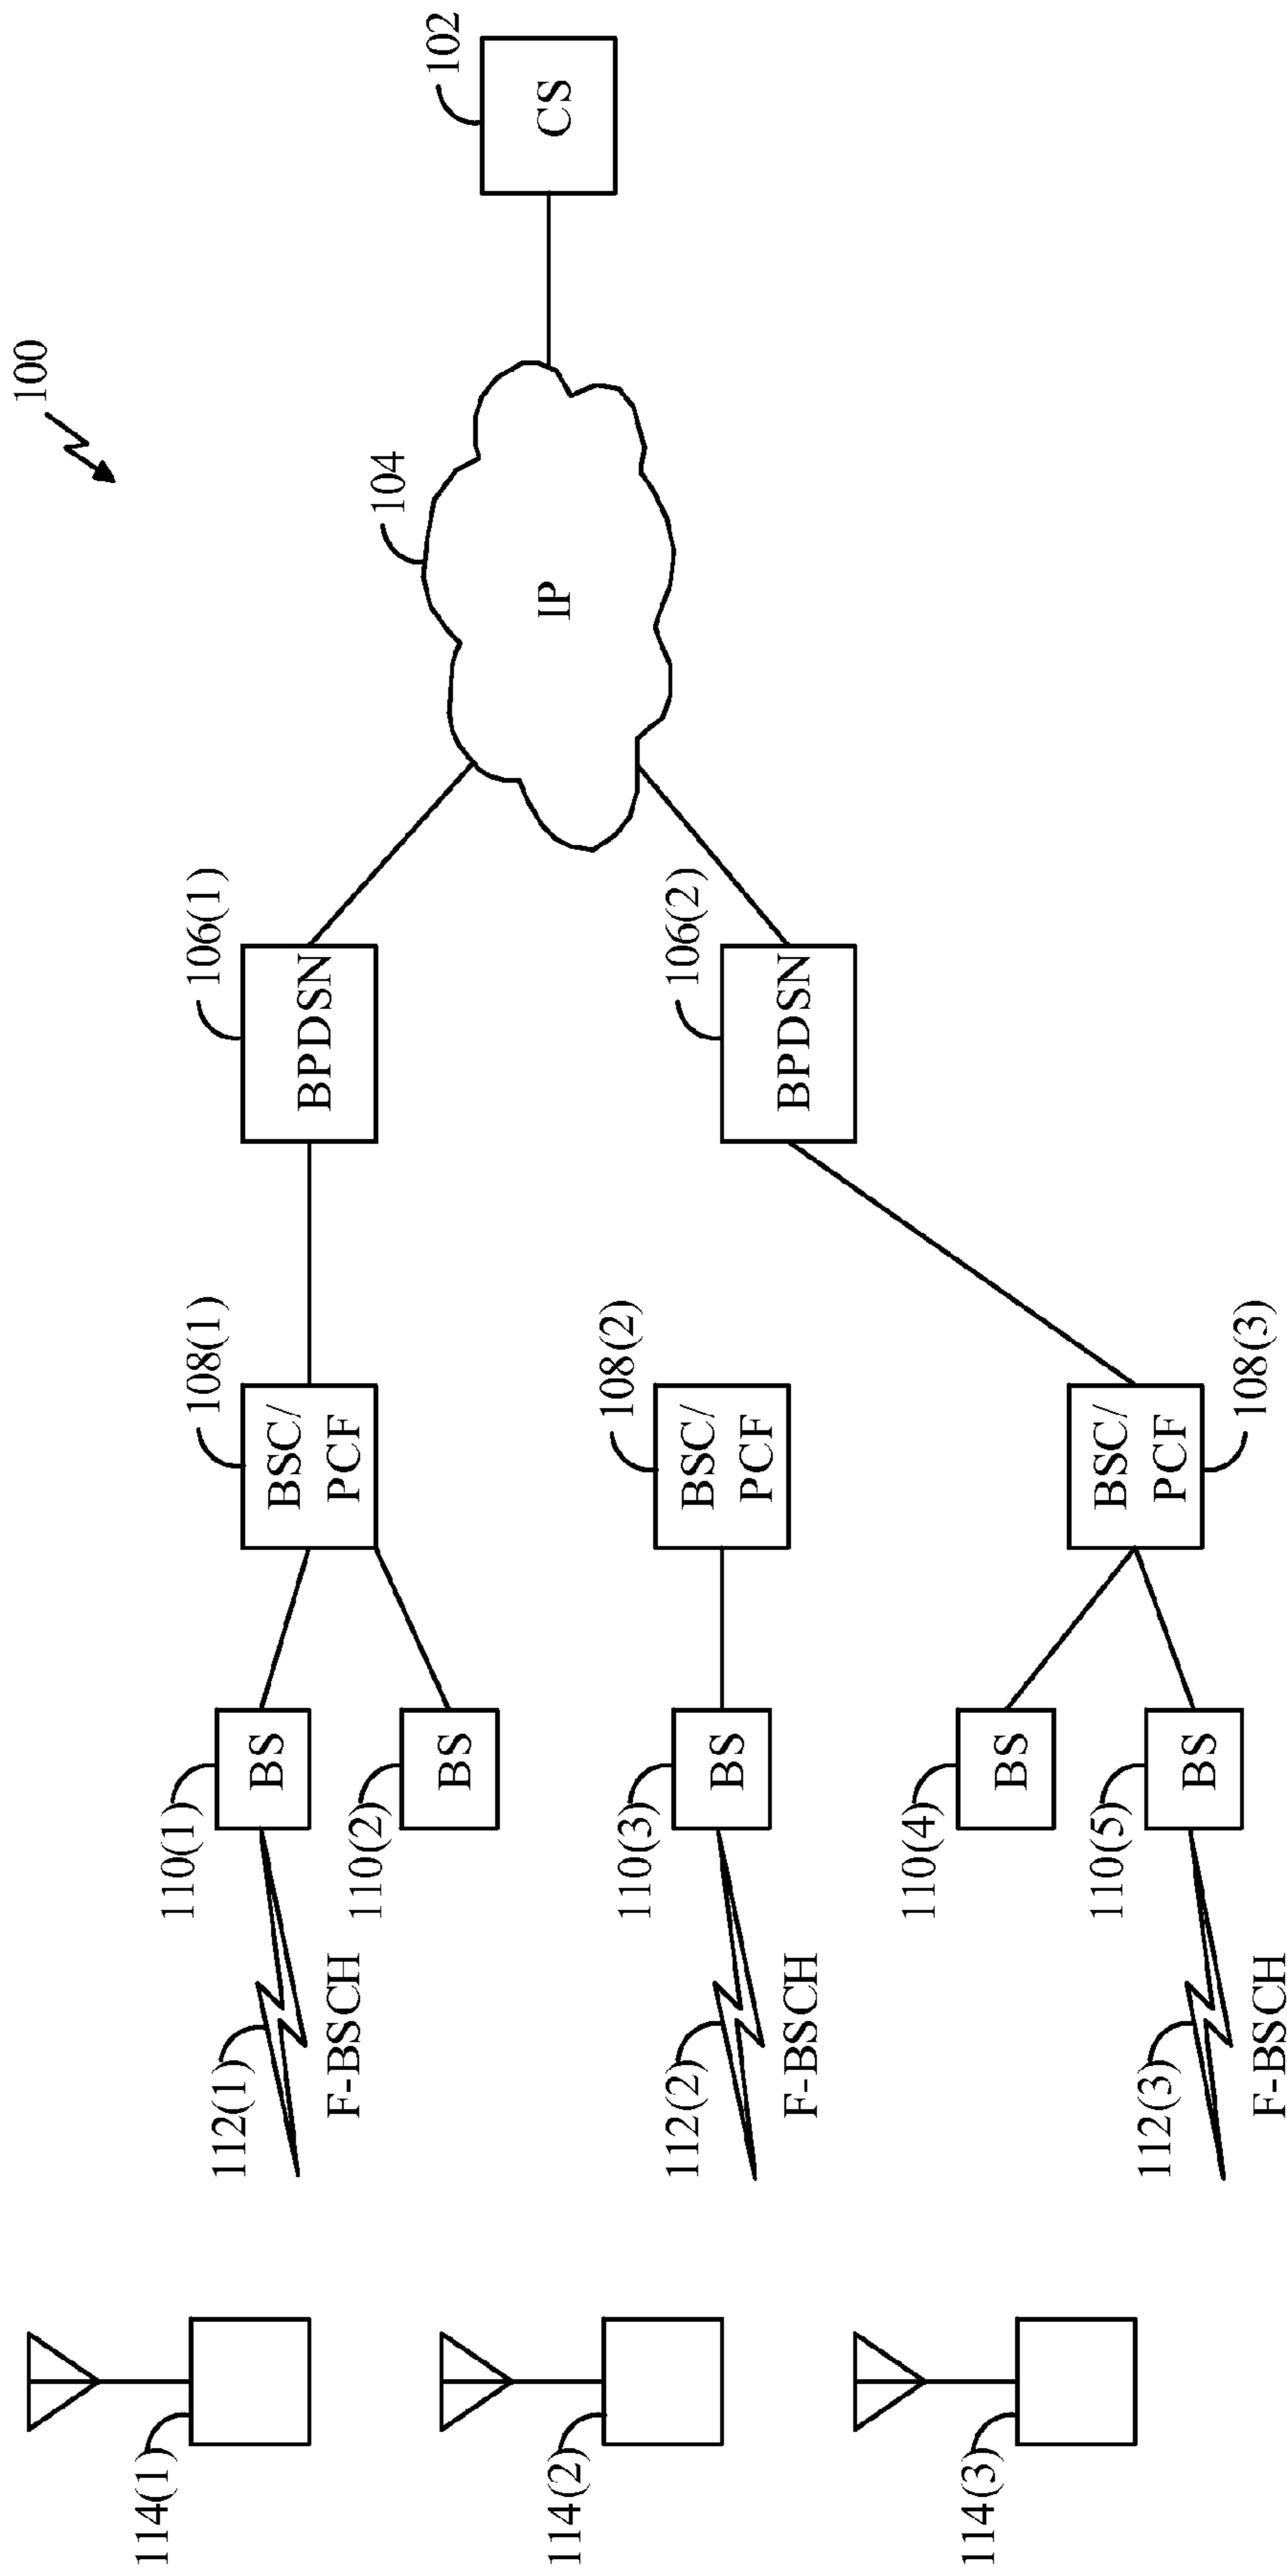 100
102
CS
104
IP
106(1)
BPDSN
106(2)
BPDSN
108(1)
BSC/
PCF
108(2)
BSC/
PCF
BSC/
PCF
108(3)
110(1)
BS
110(2)
BS
110(3)
BS
110(4)
BS
110(5)
BS
112(1)
F-BSCH
112(2)
F-BSCH
112(3)
F-BSCH
114(1)
114(2)
114(3)